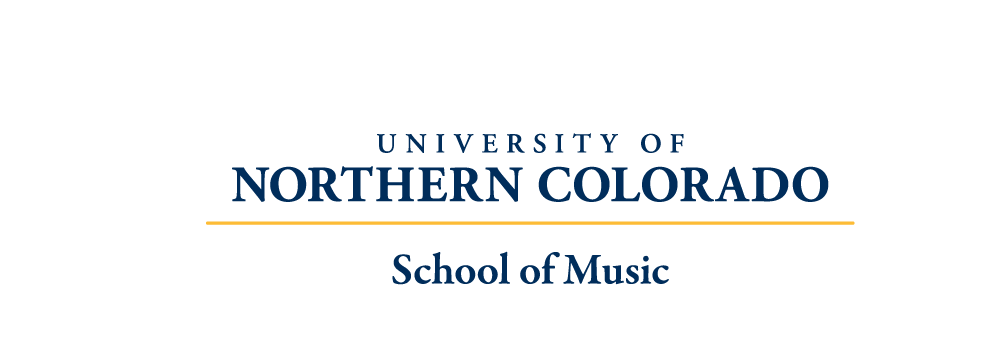 UNIVERSITY OF
NORTHERN COLORADO
School of Music